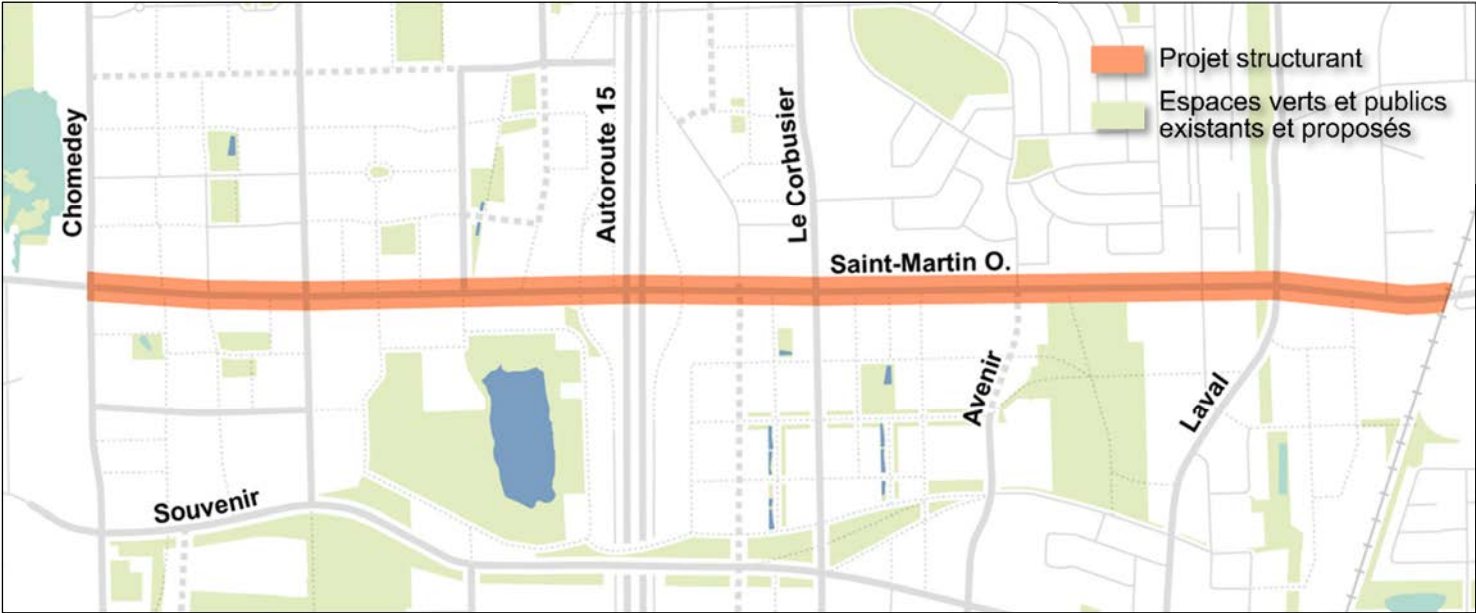 Projet structurant
Espaces verts et publics
existants et proposés
Chomedey
Autoroute 15
Le Corbusier
Saint-Martin O.
Avenir
Laval
Souvenir